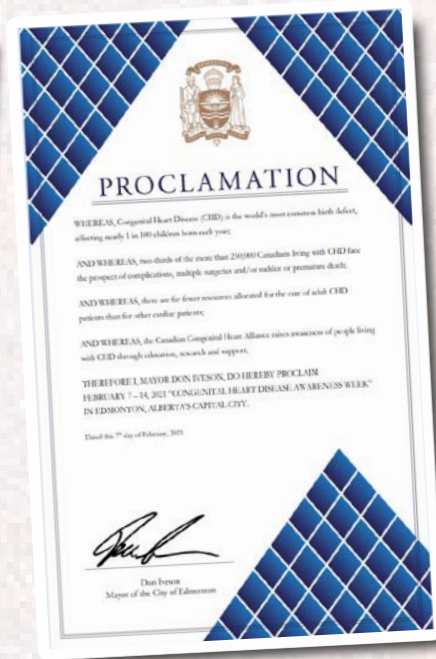 PROCLAMATION
WHEREAS, Congenital Heart Disease (CHD) is the world's most common birth defect,
affecting nearly 1 in 100 children born each year;
AND WHEREAS, two-thirds of the more than 250,000 Canadians living with CHD face
the prospect of complications, multiple surgeries and/or sudden or premature death;
AND WHEREAS, there are far fewer resources allocated for the care of adult CHD
patients than for other cardiac patients;
AND WHEREAS, the Canadian Congenital Heart Alliance raises awareness of people living
with CHD through education, research and support,
THEREFORE I, MAYOR DON IVESON, DO HEREBY PROCLAIM
FEBRUARY 7 – 14, 2021 "CONGENITAL HEART DISEASE AWARENESS WEEK"
IN EDMONTON, ALBERTA'S CAPITAL CITY.
Dated this 7th day of February, 2021
Don Iveson
Mayor of the City of Edmonton